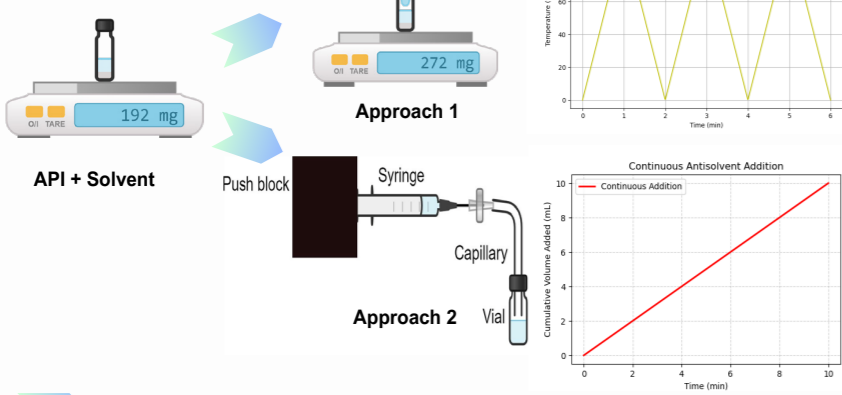 O/I TARE
192 mg
API + Solvent
O/I TARE
272 mg
Approach 1
60
40
20
0
0 1 2 3 4 5 6
Time (min)
Push block
Syringe
Capillary
Approach 2
Vial
Continuous Antisolvent Addition
Continuous Addition
Cumulative Volume Added (mL)
10
8
6
4
2
0
0 2 4 6 8 10
Time (min)
Temperature (